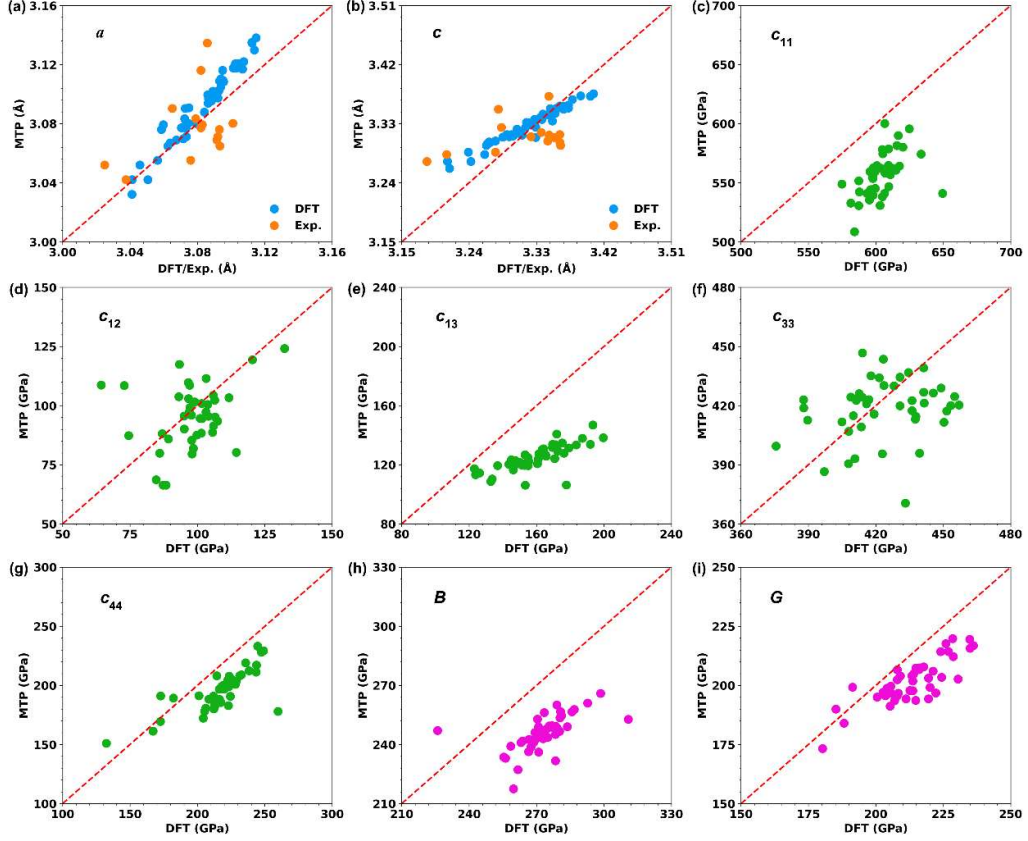 (a)
a
3.16
3.12
3.08
3.04
3.00
MTP (Å)
3.00 3.04 3.08 3.12 3.16
DFT/Exp. (Å)
DFT
Exp.
(b)
c
3.51
3.42
3.33
3.24
3.15
MTP (Å)
3.15 3.24 3.33 3.42 3.51
DFT/Exp. (Å)
DFT
Exp.
(c)
c11
700
650
600
550
500
MTP (GPa)
500 550 600 650 700
DFT (GPa)
(d)
c12
150
125
100
75
50
MTP (GPa)
50 75 100 125 150
DFT (GPa)
(e)
c13
240
200
160
120
80
MTP (GPa)
80 120 160 200 240
DFT (GPa)
(f)
c33
480
450
420
390
360
MTP (GPa)
360 390 420 450 480
DFT (GPa)
(g)
c44
300
250
200
150
100
MTP (GPa)
100 150 200 250 300
DFT (GPa)
(h)
B
330
300
270
240
210
MTP (GPa)
210 240 270 300 330
DFT (GPa)
(i)
G
250
225
200
175
150
MTP (GPa)
150 175 200 225 250
DFT (GPa)